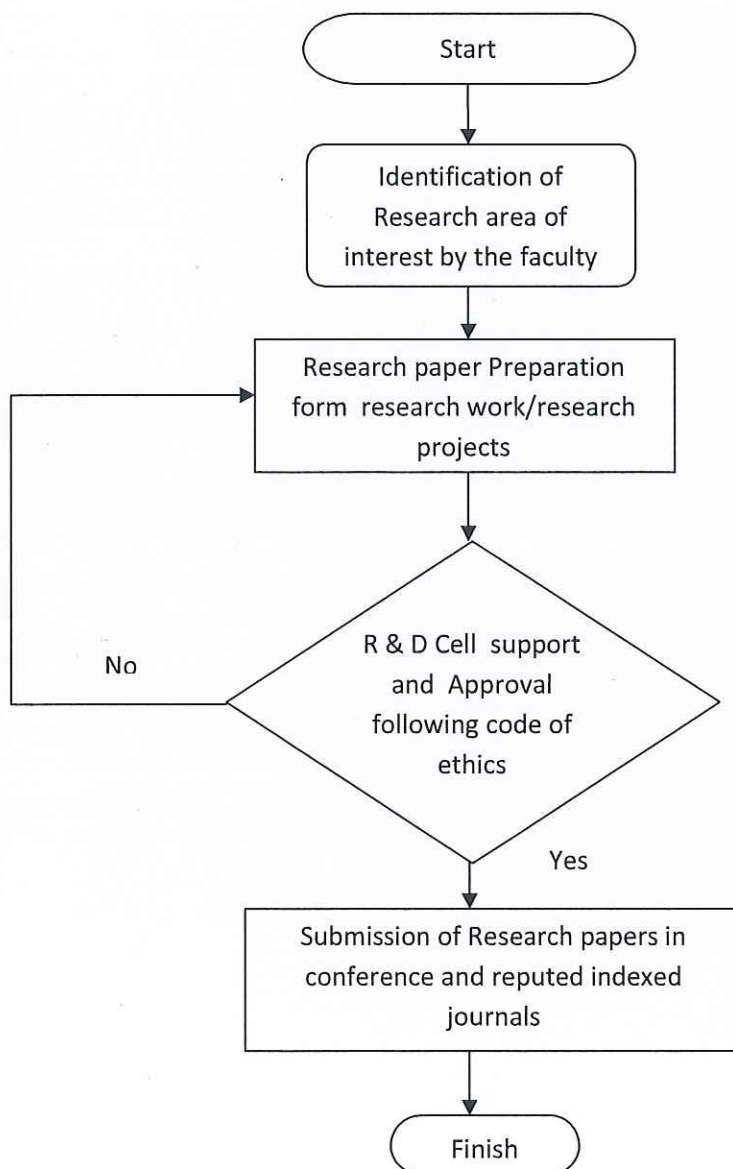 Start
Identification of
Research area of
interest by the faculty
Research paper Preparation
form research work/research
projects
No
R & D Cell support
and Approval
following code of
ethics
Yes
Submission of Research papers in
conference and reputed indexed
journals
Finish